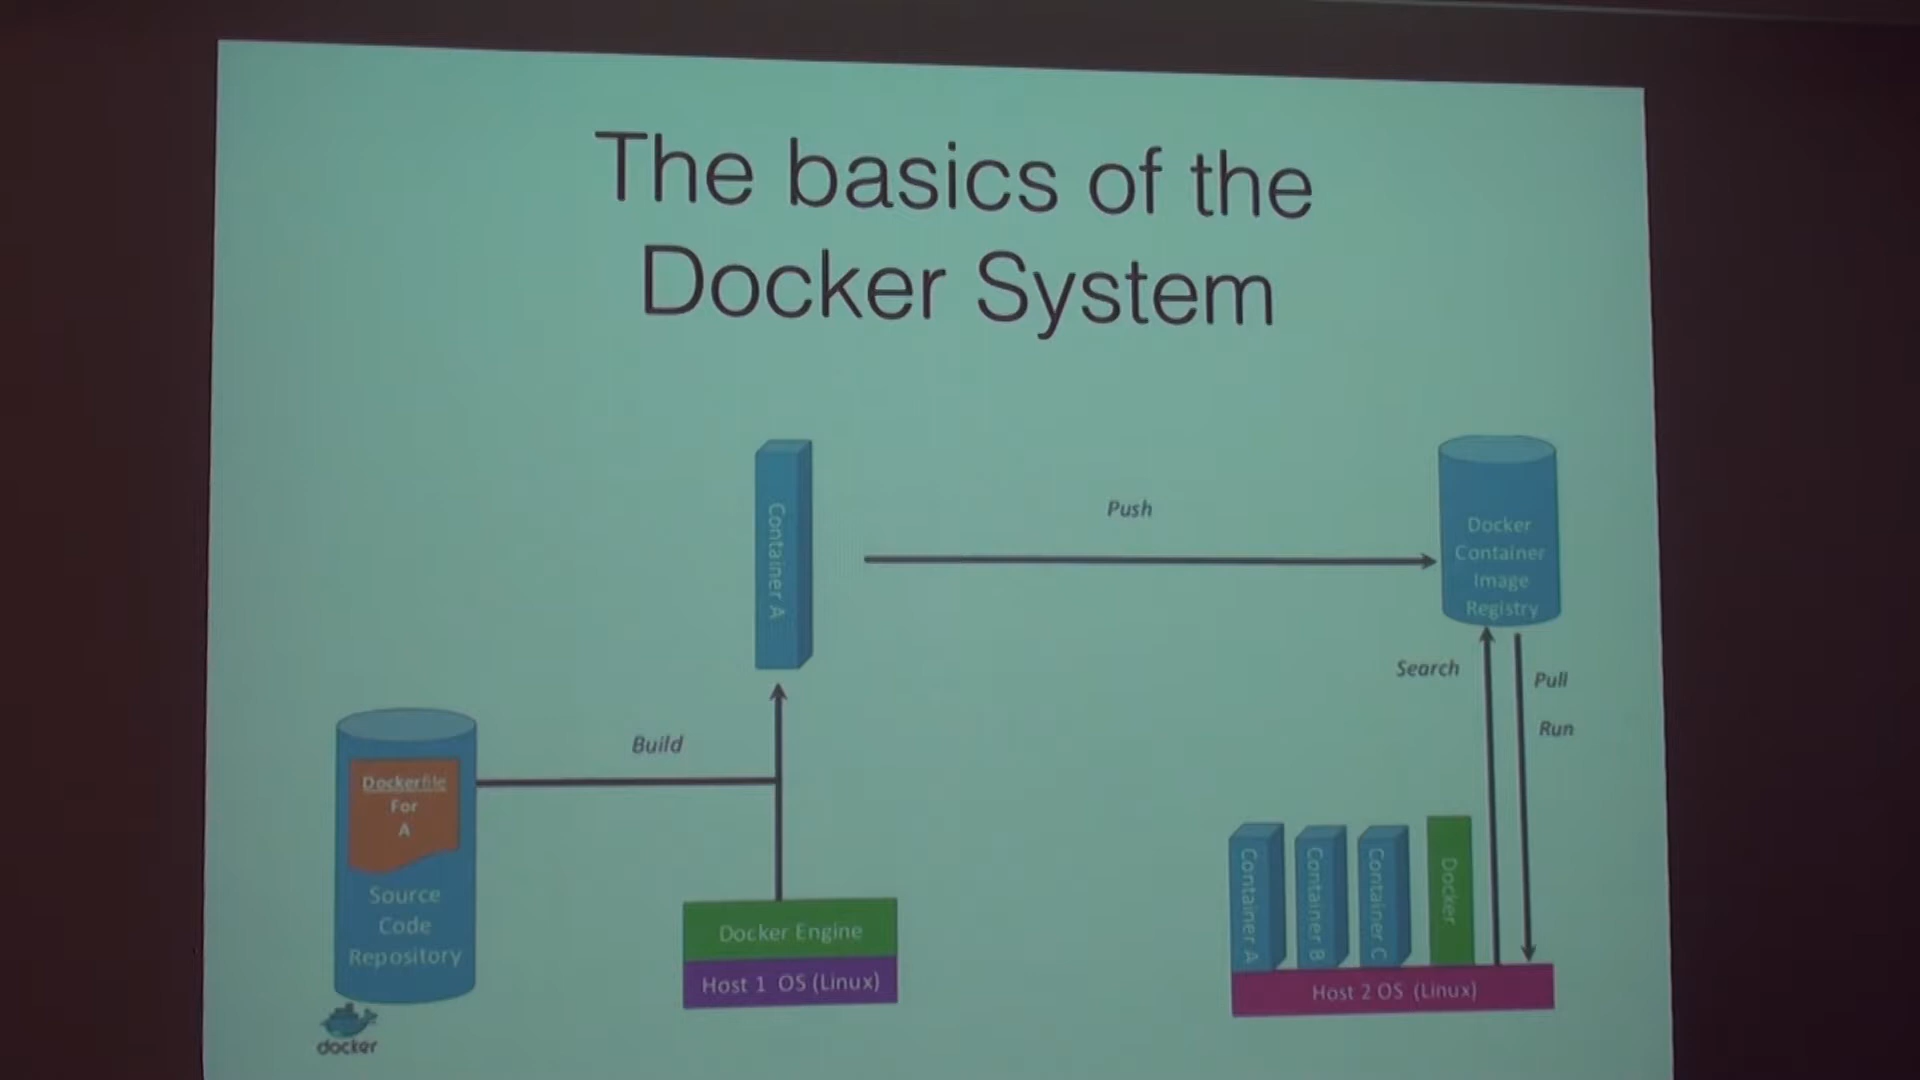 The basics of the
Docker System
Container A
Push
Docker
Container
Image
Registry
Search
Pull
Run
Build
Dockerfile
For
A
Source
Code
Repository
Docker Engine
Host 1 OS (Linux)
Container A
Container B
Container C
Docker
Host 2 OS (Linux)
docker